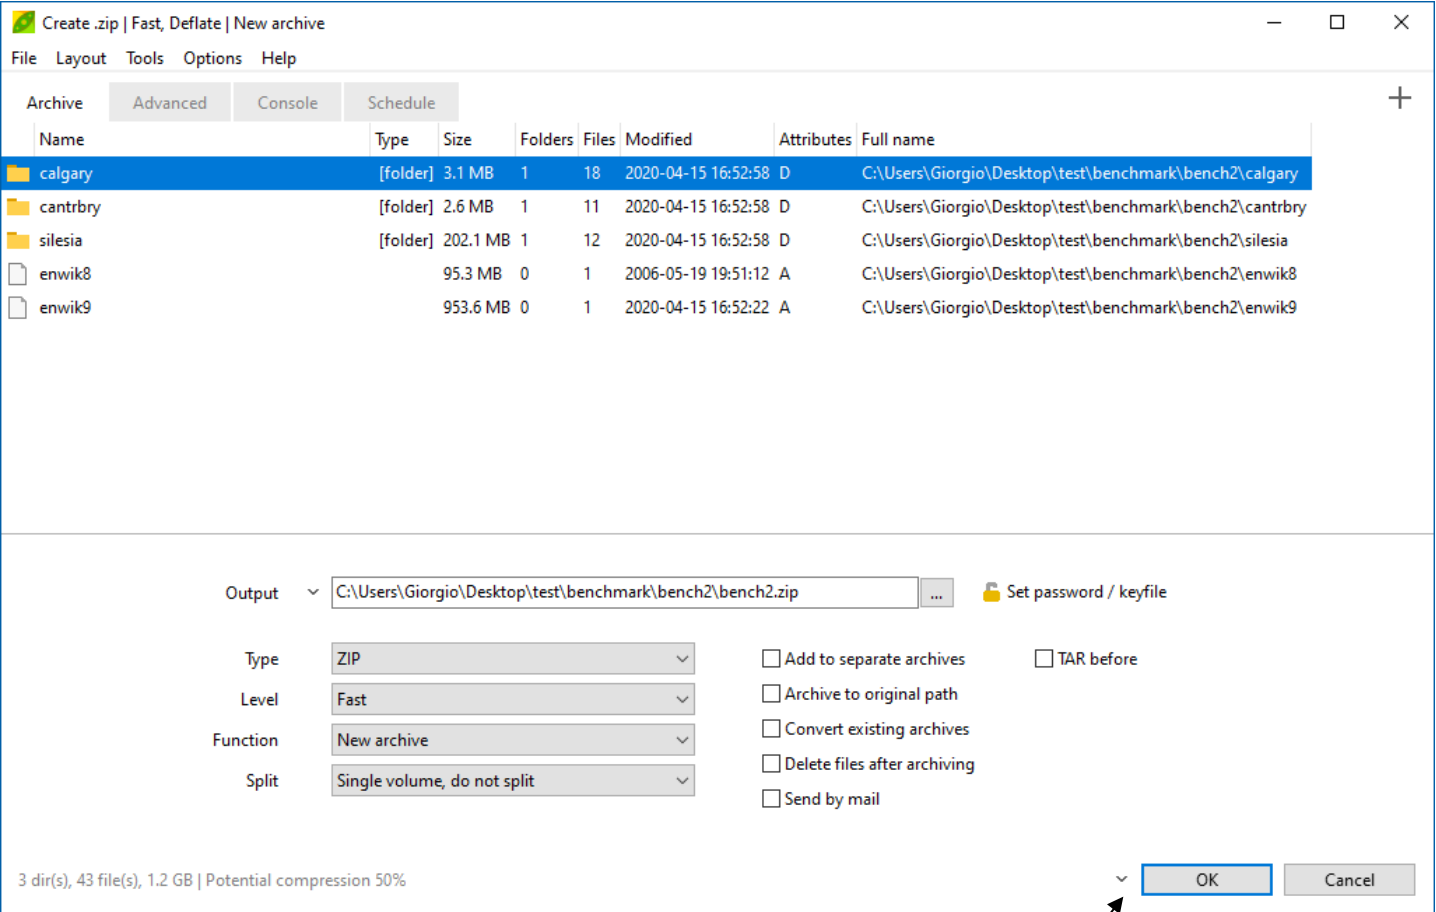 Create .zip | Fast, Deflate | New archive
File Layout Tools Options Help
Archive Advanced Console Schedule
Name Type Size Folders Files Modified Attributes Full name
calgary [folder] 3.1 MB 1 18 2020-04-15 16:52:58 D C:\Users\Giorgio\Desktop\test\benchmark\bench2\calgary
cantrbry [folder] 2.6 MB 1 11 2020-04-15 16:52:58 D C:\Users\Giorgio\Desktop\test\benchmark\bench2\cantrbry
silesia [folder] 202.1 MB 1 12 2020-04-15 16:52:58 D C:\Users\Giorgio\Desktop\test\benchmark\bench2\silesia
enwik8 95.3 MB 0 1 2006-05-19 19:51:12 A C:\Users\Giorgio\Desktop\test\benchmark\bench2\enwik8
enwik9 953.6 MB 0 1 2020-04-15 16:52:22 A C:\Users\Giorgio\Desktop\test\benchmark\bench2\enwik9
Output C:\Users\Giorgio\Desktop\test\benchmark\bench2\bench2.zip ... Set password / keyfile
Type ZIP Add to separate archives TAR before
Level Fast Archive to original path
Function New archive Convert existing archives
Split Single volume, do not split Delete files after archiving
Send by mail
3 dir(s), 43 file(s), 1.2 GB | Potential compression 50% OK Cancel